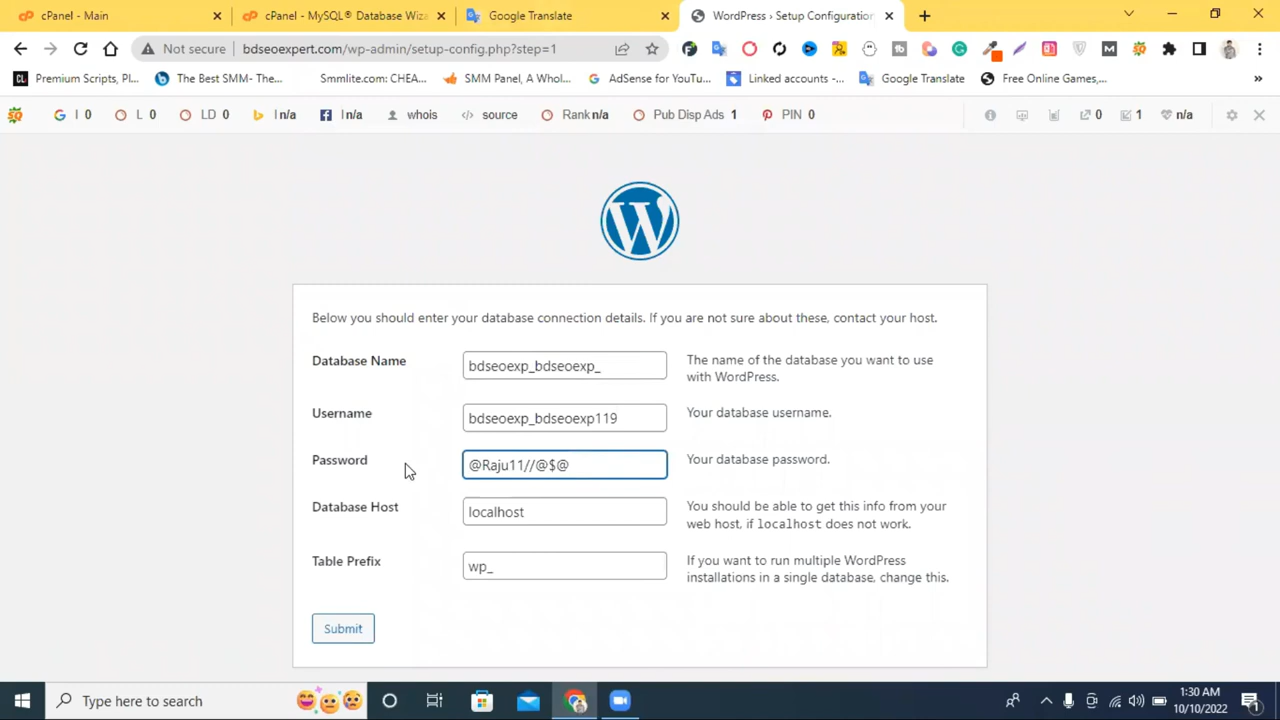 cPanel - Main
cPanel - MySQL® Database Wiza
Google Translate
WordPress › Setup Configuration
Not secure
bdseoexpert.com/wp-admin/setup-config.php?step=1
Premium Scripts, Pl...
The Best SMM- The...
Smmlite.com: CHEA...
SMM Panel, A Whol...
AdSense for YouTu...
Linked accounts -...
Google Translate
Free Online Games,...
»
I 0
L 0
LD 0
I n/a
I n/a
whois
source
Rank n/a
Pub Disp Ads 1
PIN 0
0
1
n/a
W
Below you should enter your database connection details. If you are not sure about these, contact your host.
Database Name
bdseoexp_bdseoexp_
The name of the database you want to use
with WordPress.
Username
bdseoexp_bdseoexp119
Your database username.
Password
@Raju11//@$@
Your database password.
Database Host
localhost
You should be able to get this info from your
web host, if localhost does not work.
Table Prefix
wp_
If you want to run multiple WordPress
installations in a single database, change this.
Submit
Type here to search
1:30 AM
10/10/2022